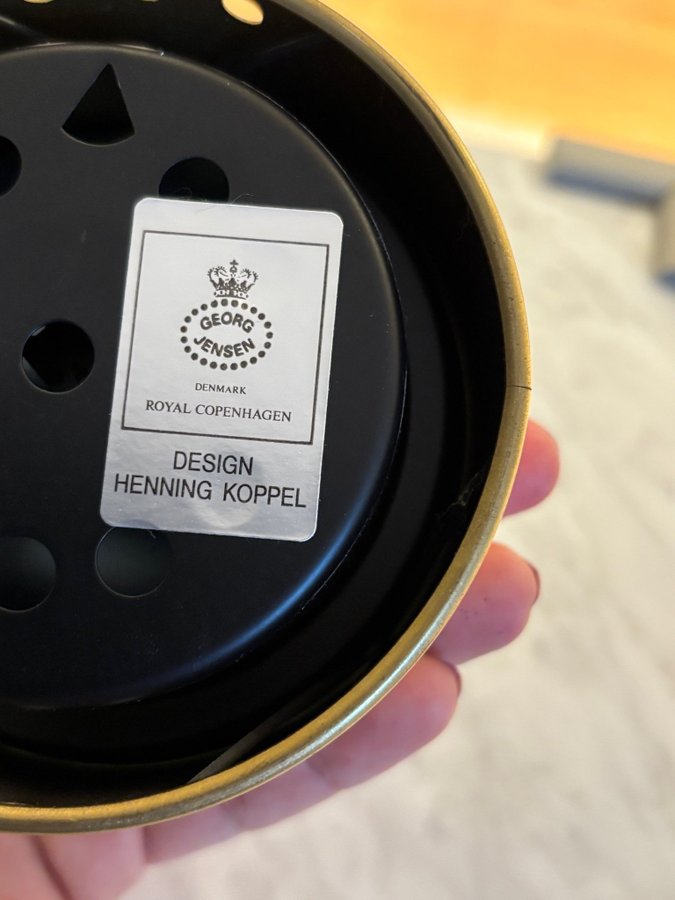 GEORG
JENSEN
DENMARK
ROYAL COPENHAGEN
DESIGN
HENNING KOPPEL